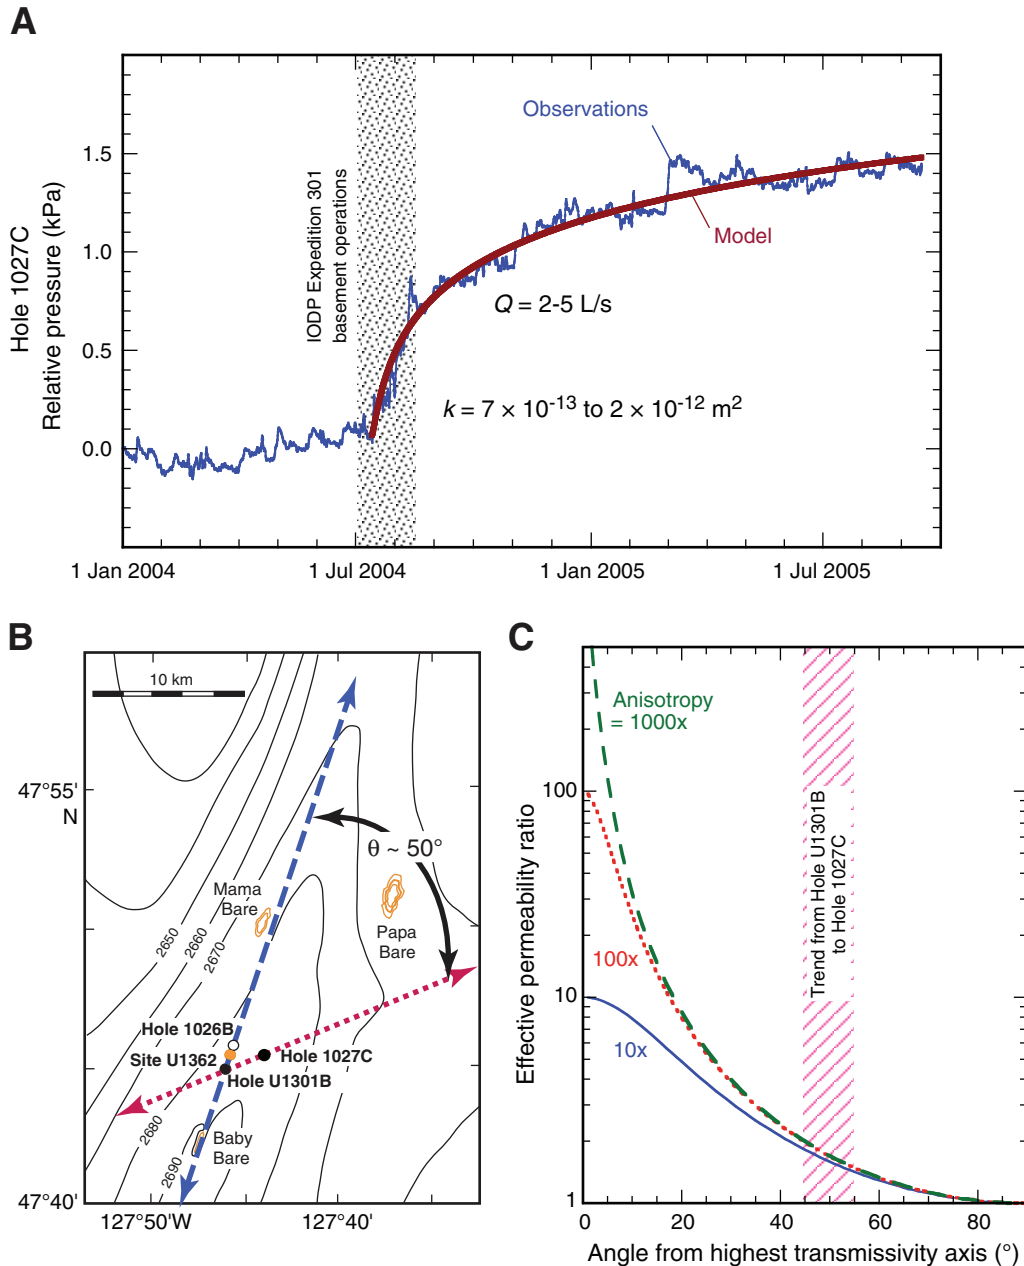 A
Hole 1027C
Relative pressure (kPa)
1.5
1.0
0.5
0.0
IODP Expedition 301
basement operations
Observations
Model
Q = 2-5 L/s
k = 7 × 10-13 to 2 × 10-12 m2
1 Jan 2004
1 Jul 2004
1 Jan 2005
1 Jul 2005
B
10 km
47°55'
N
47°40'
127°50'W
127°40'
θ ~ 50°
Mama
Bare
Papa
Bare
2650
2660
2670
Hole 1026B
Site U1362
Hole 1027C
Hole U1301B
2680
2690
Baby
Bare
C
Effective permeability ratio
100
10
1
Anisotropy
= 1000x
100x
10x
Trend from Hole U1301B
to Hole 1027C
0
20
40
60
80
Angle from highest transmissivity axis (°)